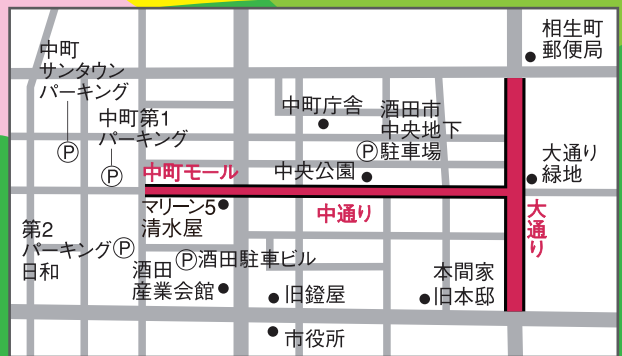 相生町
郵便局
中町
サンタウン
パーキング
中町第1
パーキング
Ⓟ
Ⓟ
中町庁舎
酒田市
中央地下
Ⓟ駐車場
中央公園
大通り
緑地
中町モール
中通り
大通り
マリーン5
清水屋
第2
パーキングⓅ
日和
Ⓟ酒田駐車ビル
酒田
産業会館
旧鐙屋
本間家
旧本邸
市役所